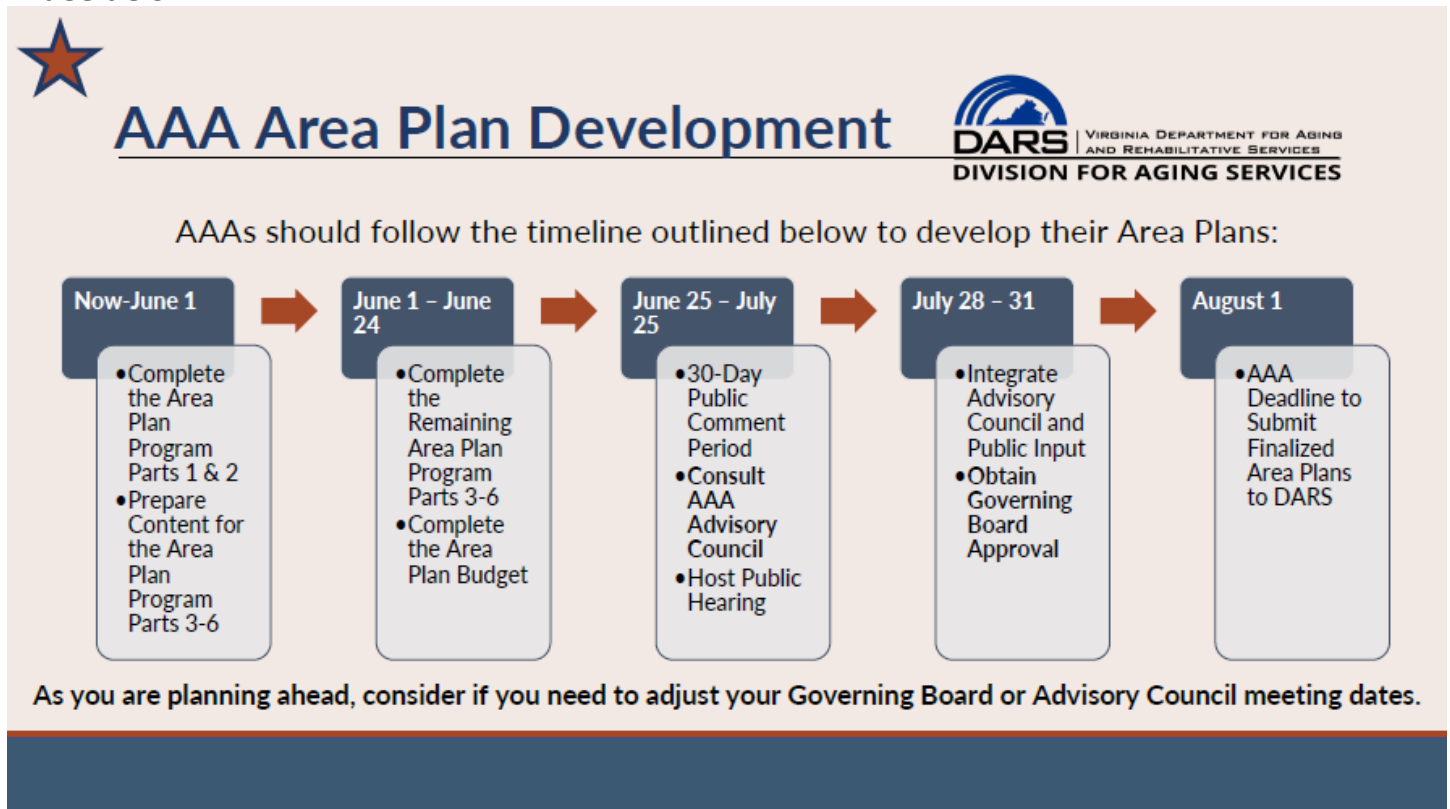 AAA Area Plan Development
DARS
VIRGINIA DEPARTMENT FOR AGING
AND REHABILITATIVE SERVICES
DIVISION FOR AGING SERVICES
AAAs should follow the timeline outlined below to develop their Area Plans:
Now-June 1
•Complete
the Area
Plan
Program
Parts 1 & 2
•Prepare
Content for
the Area
Plan
Program
Parts 3-6
June 1 – June
24
•Complete
the
Remaining
Area Plan
Program
Parts 3-6
•Complete
the Area
Plan Budget
June 25 – July
25
•30-Day
Public
Comment
Period
•Consult
AAA
Advisory
Council
•Host Public
Hearing
July 28 – 31
•Integrate
Advisory
Council and
Public Input
•Obtain
Governing
Board
Approval
August 1
•AAA
Deadline to
Submit
Finalized
Area Plans
to DARS
As you are planning ahead, consider if you need to adjust your Governing Board or Advisory Council meeting dates.